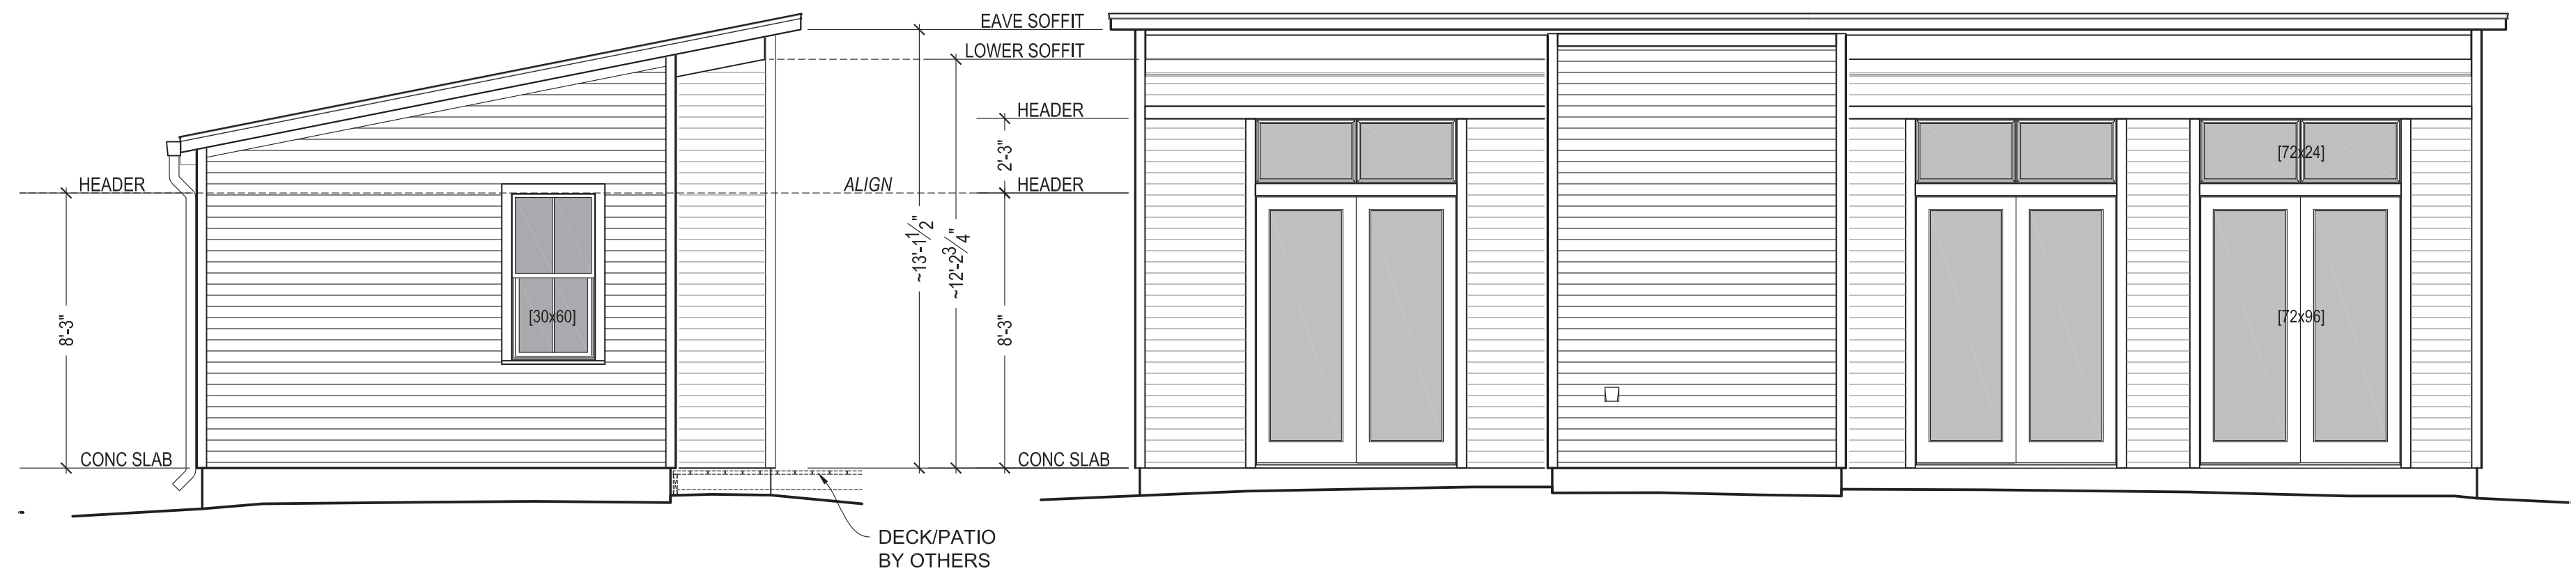 EAVE SOFFIT
LOWER SOFFIT
HEADER
2'-3"
[72x24]
HEADER
ALIGN
HEADER
~13'-1 1/2"
~12'-2 3/4"
8'-3"
[30x60]
8'-3"
[72x96]
CONC SLAB
CONC SLAB
DECK/PATIO
BY OTHERS